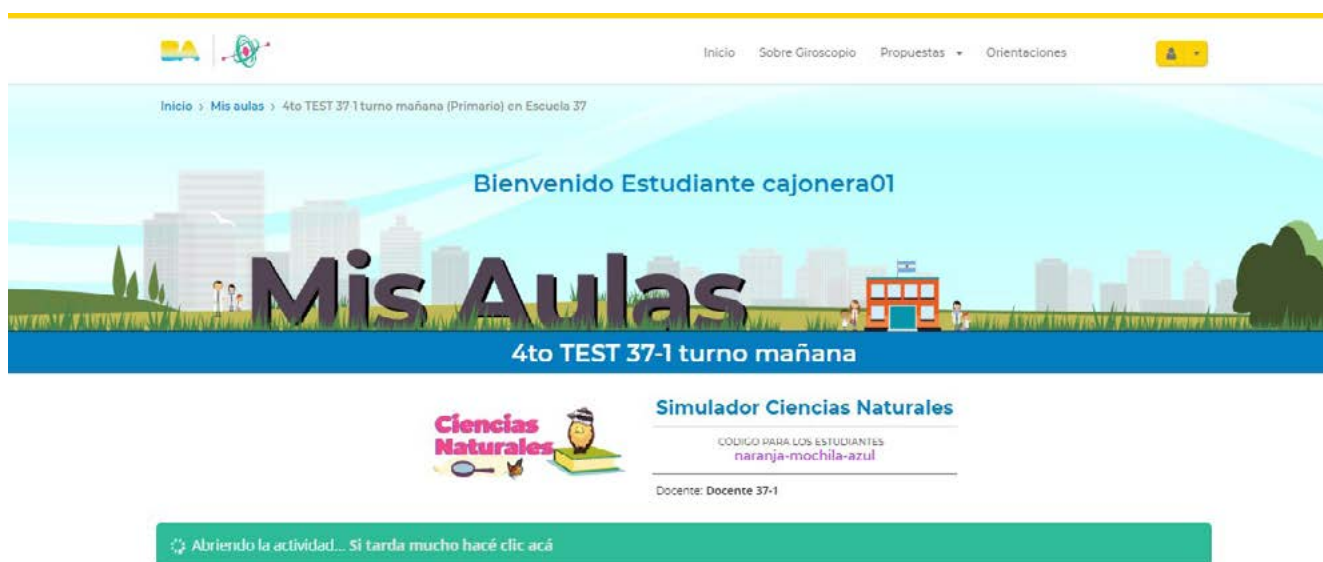 BA
Inicio Sobre Giroscopio Propuestas Orientaciones
Inicio > Mis aulas > 4to TEST 37-1 turno mañana (Primario) en Escuela 37
Bienvenido Estudiante cajonera01
Mis Aulas
4to TEST 37-1 turno mañana
Ciencias
Naturales
Simulador Ciencias Naturales
CÓDIGO PARA LOS ESTUDIANTES
naranja-mochila-azul
Docente: Docente 37-1
Abriendo la actividad... Si tarda mucho hacé clic acá